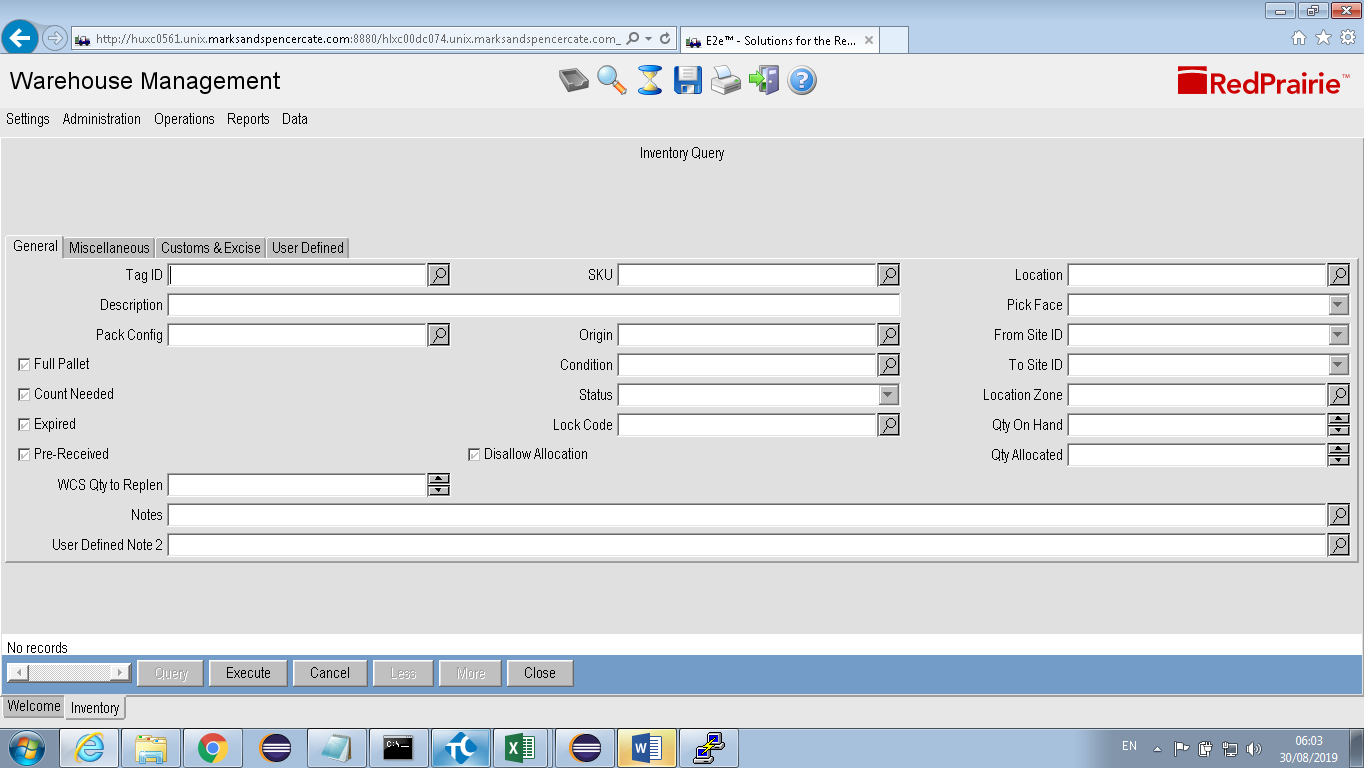 http://huxc0561.unix.marksandspencercate.com:8880/hlxc00dc074.unix.marksandspencercate.com_
E2e™ - Solutions for the Re...
Warehouse Management
RedPrairie™
Settings Administration Operations Reports Data
Inventory Query
General Miscellaneous Customs & Excise User Defined
Tag ID SKU Location
Description Pick Face
Pack Config Origin From Site ID
Full Pallet Condition To Site ID
Count Needed Status Location Zone
Expired Lock Code Qty On Hand
Pre-Received Disallow Allocation Qty Allocated
WCS Qty to Replen
Notes
User Defined Note 2
No records
Query Execute Cancel Less More Close
Welcome Inventory
C:\_
TC
X
W
EN
06:03
30/08/2019